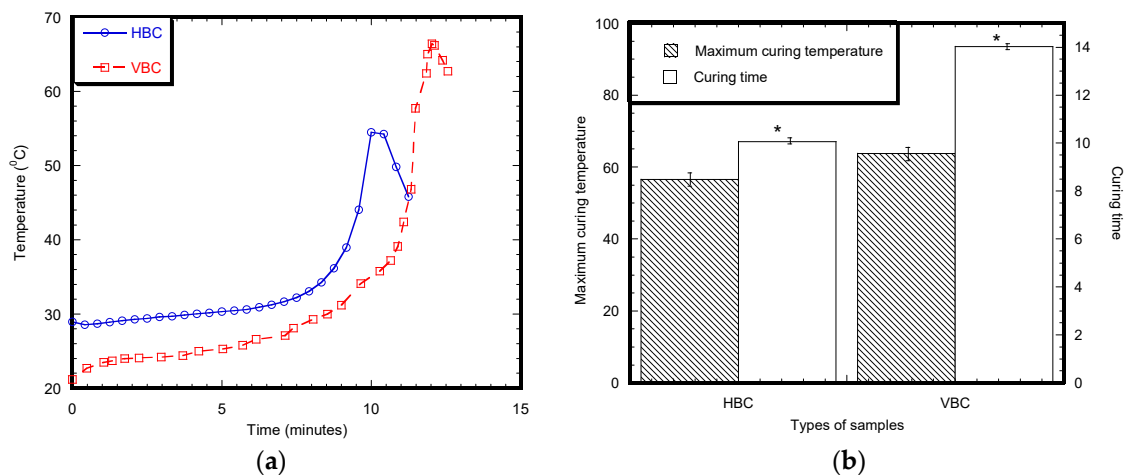 HBC
VBC
70
60
50
40
30
20
Temperature (⁰C)
0
5
10
15
Time (minutes)
(a)
Maximum curing temperature
Curing time
*
*
100
80
60
40
20
0
Maximum curing temperature
14
12
10
8
6
4
2
0
Curing time
HBC
VBC
Types of samples
(b)